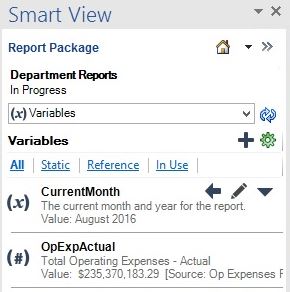 Smart View
Report Package
Department Reports
In Progress
(x) Variables
Variables
All | Static | Reference | In Use
(x) CurrentMonth
The current month and year for the report.
Value: August 2016
(#) OpExpActual
Total Operating Expenses - Actual
Value: $235,370,183.29 [Source: Op Expenses F